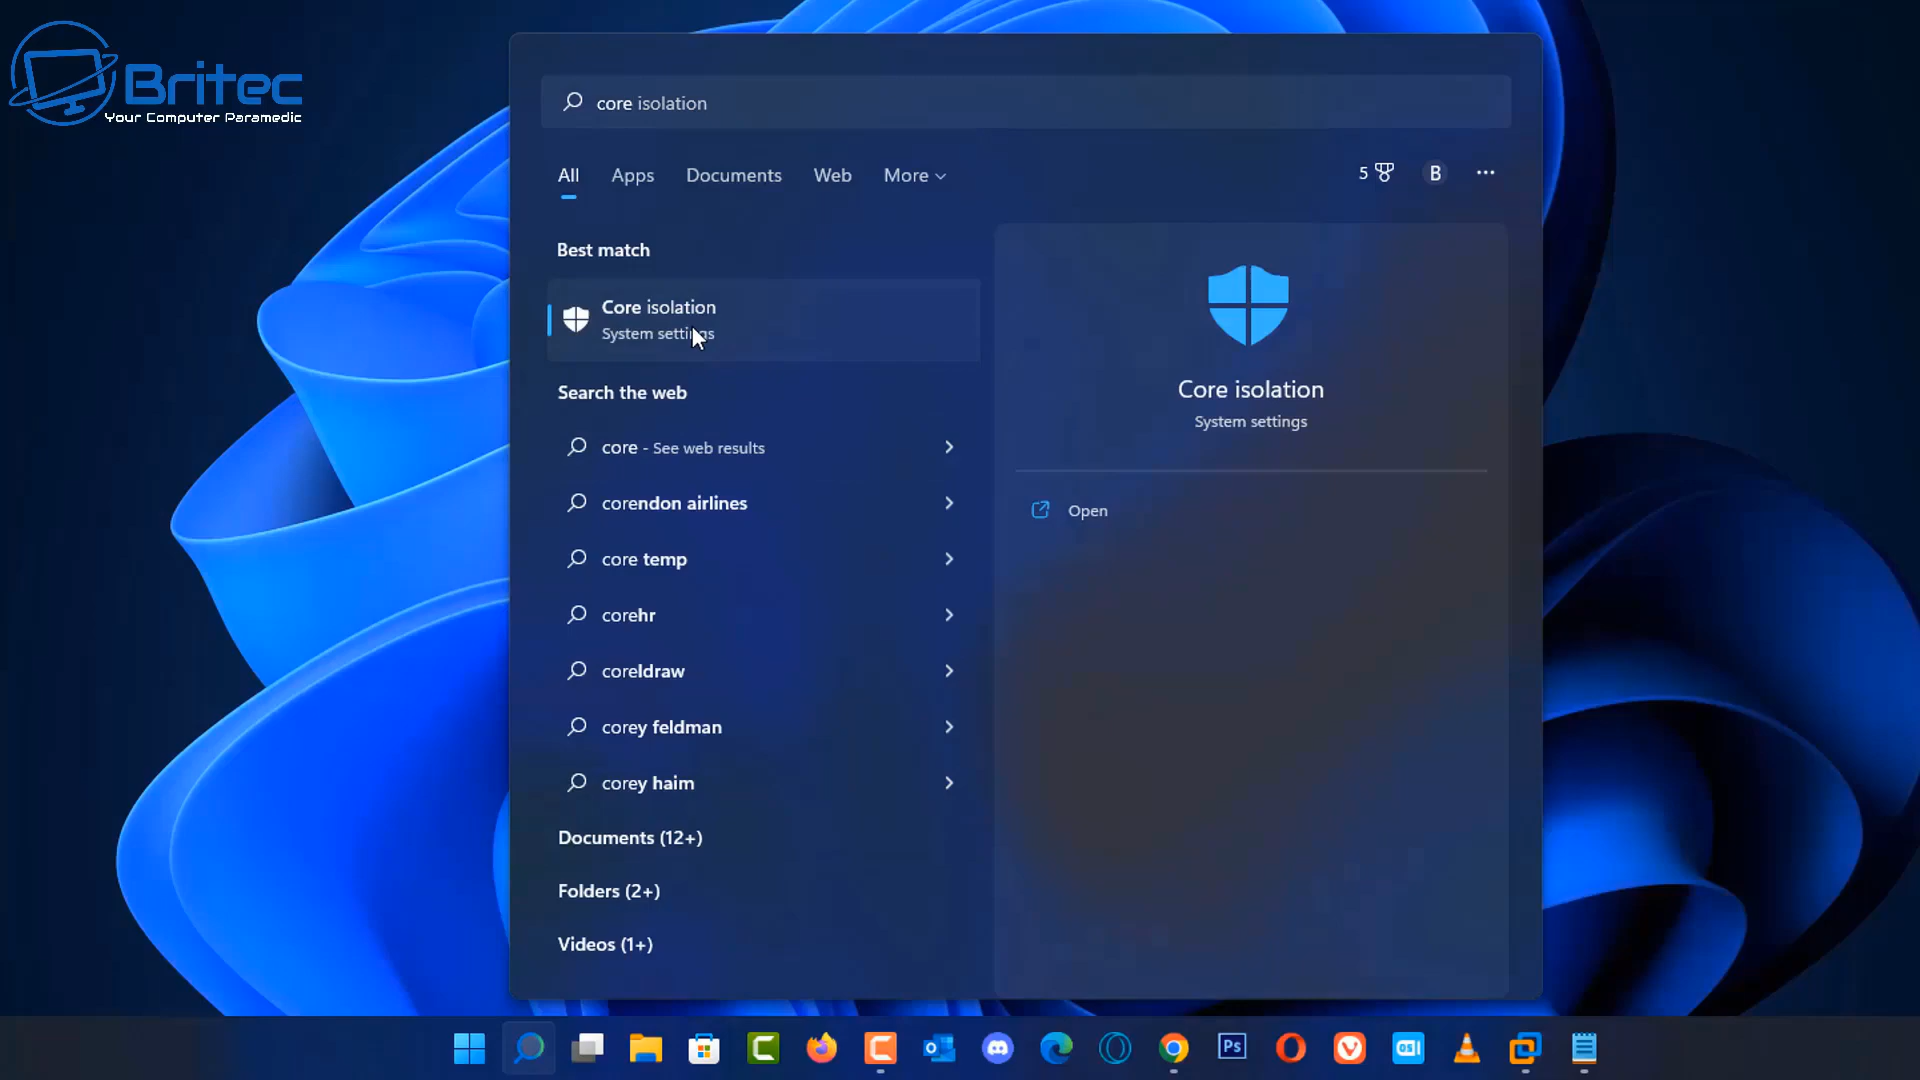 Britec
Your Computer Paramedic
core isolation
All Apps Documents Web More
5 B ...
Best match
Core isolation
System settings
Search the web
core - See web results
corendon airlines
core temp
corehr
coreldraw
corey feldman
corey haim
Documents (12+)
Folders (2+)
Videos (1+)
Core isolation
System settings
Open
Ps
OS